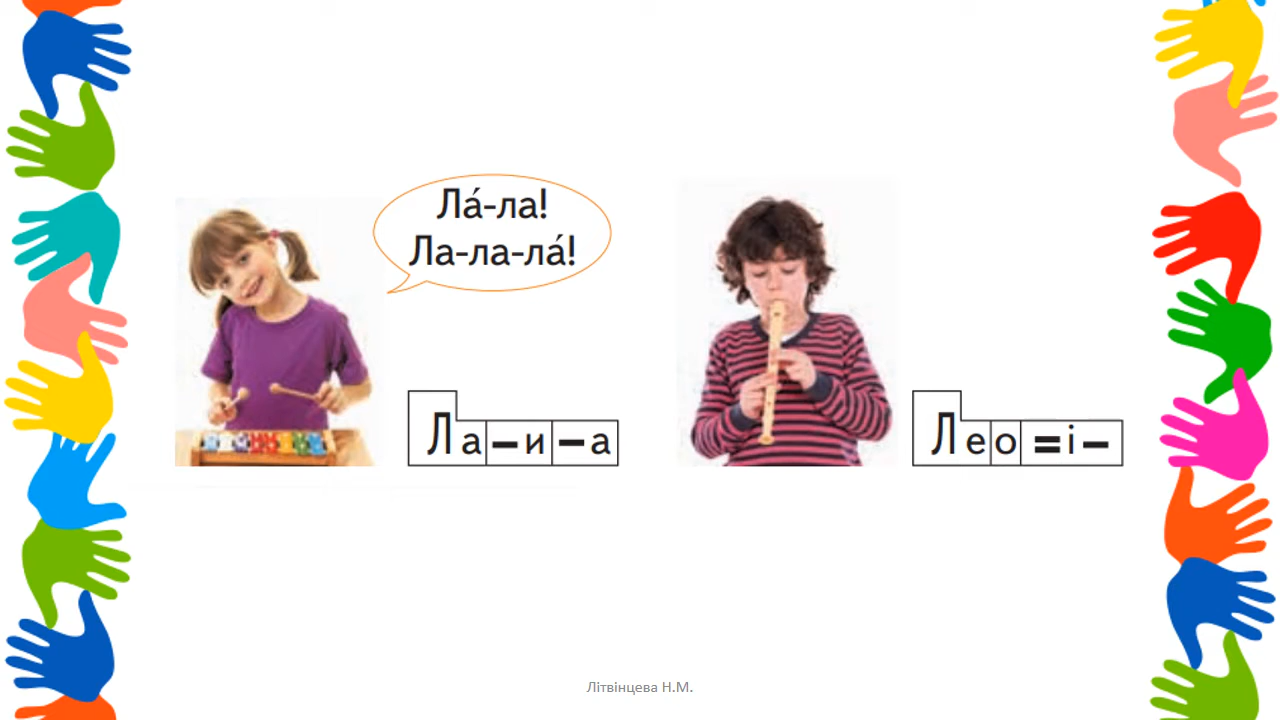 Ла́-ла!
Ла-ла-ла́!
Ла–и–а
Лео=і–
Літвінцева Н.М.